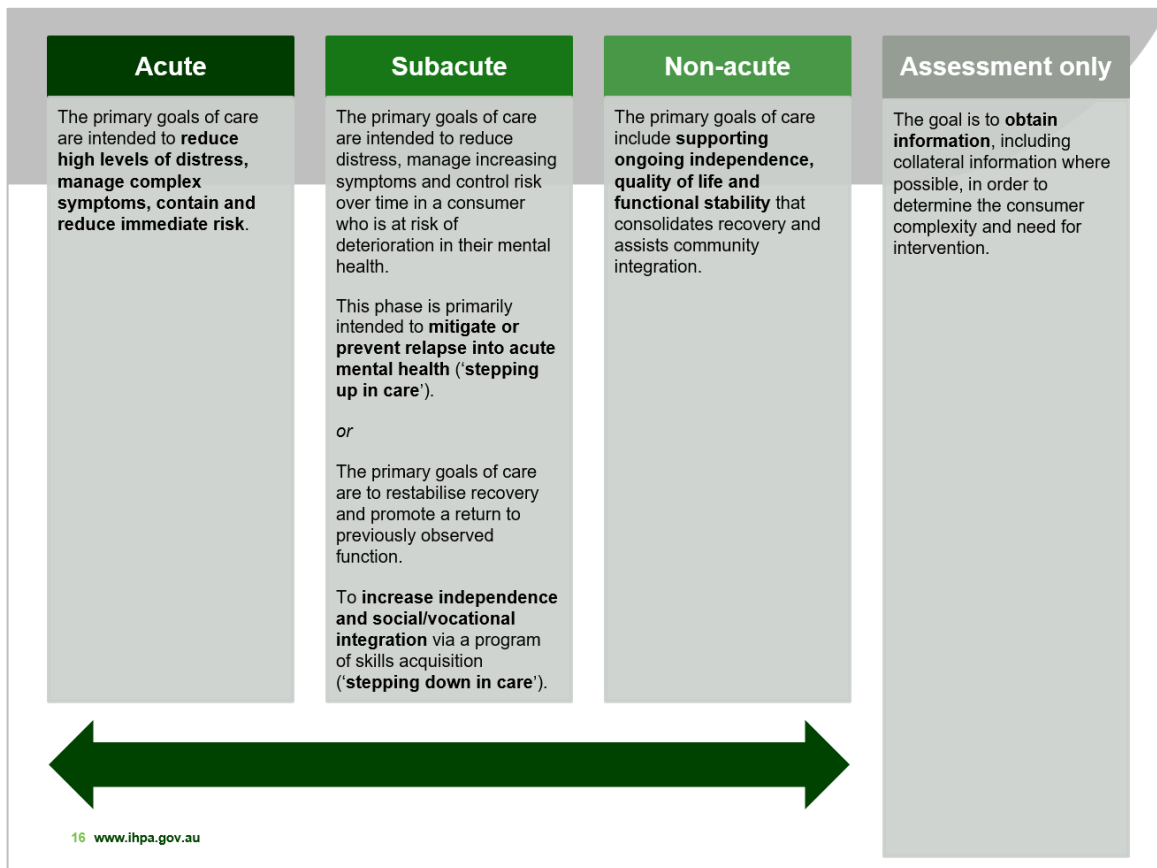 Acute
The primary goals of care
are intended to reduce
high levels of distress,
manage complex
symptoms, contain and
reduce immediate risk.
Subacute
The primary goals of care
are intended to reduce
distress, manage increasing
symptoms and control risk
over time in a consumer
who is at risk of
deterioration in their mental
health.
This phase is primarily
intended to mitigate or
prevent relapse into acute
mental health (‘stepping
up in care’).
or
The primary goals of care
are to restabilise recovery
and promote a return to
previously observed
function.
To increase independence
and social/vocational
integration via a program
of skills acquisition
(‘stepping down in care’).
Non-acute
The primary goals of care
include supporting
ongoing independence,
quality of life and
functional stability that
consolidates recovery and
assists community
integration.
Assessment only
The goal is to obtain
information, including
collateral information where
possible, in order to
determine the consumer
complexity and need for
intervention.
16 www.ihpa.gov.au